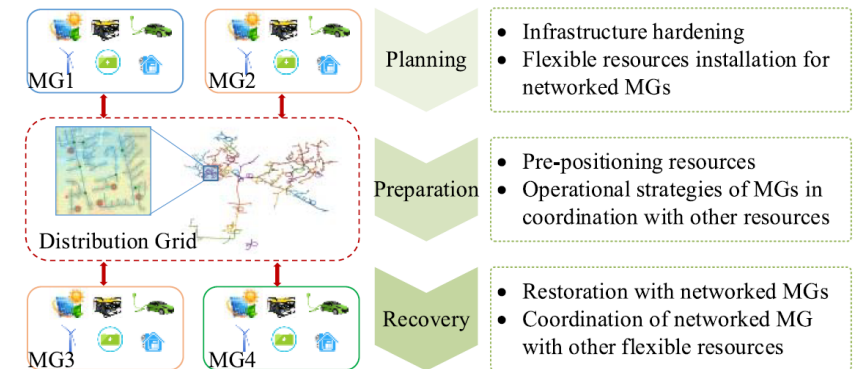 MG1
MG2
Distribution Grid
MG3
MG4
Planning
• Infrastructure hardening
• Flexible resources installation for
networked MGs
Preparation
• Pre-positioning resources
• Operational strategies of MGs in
coordination with other resources
Recovery
• Restoration with networked MGs
• Coordination of networked MG
with other flexible resources